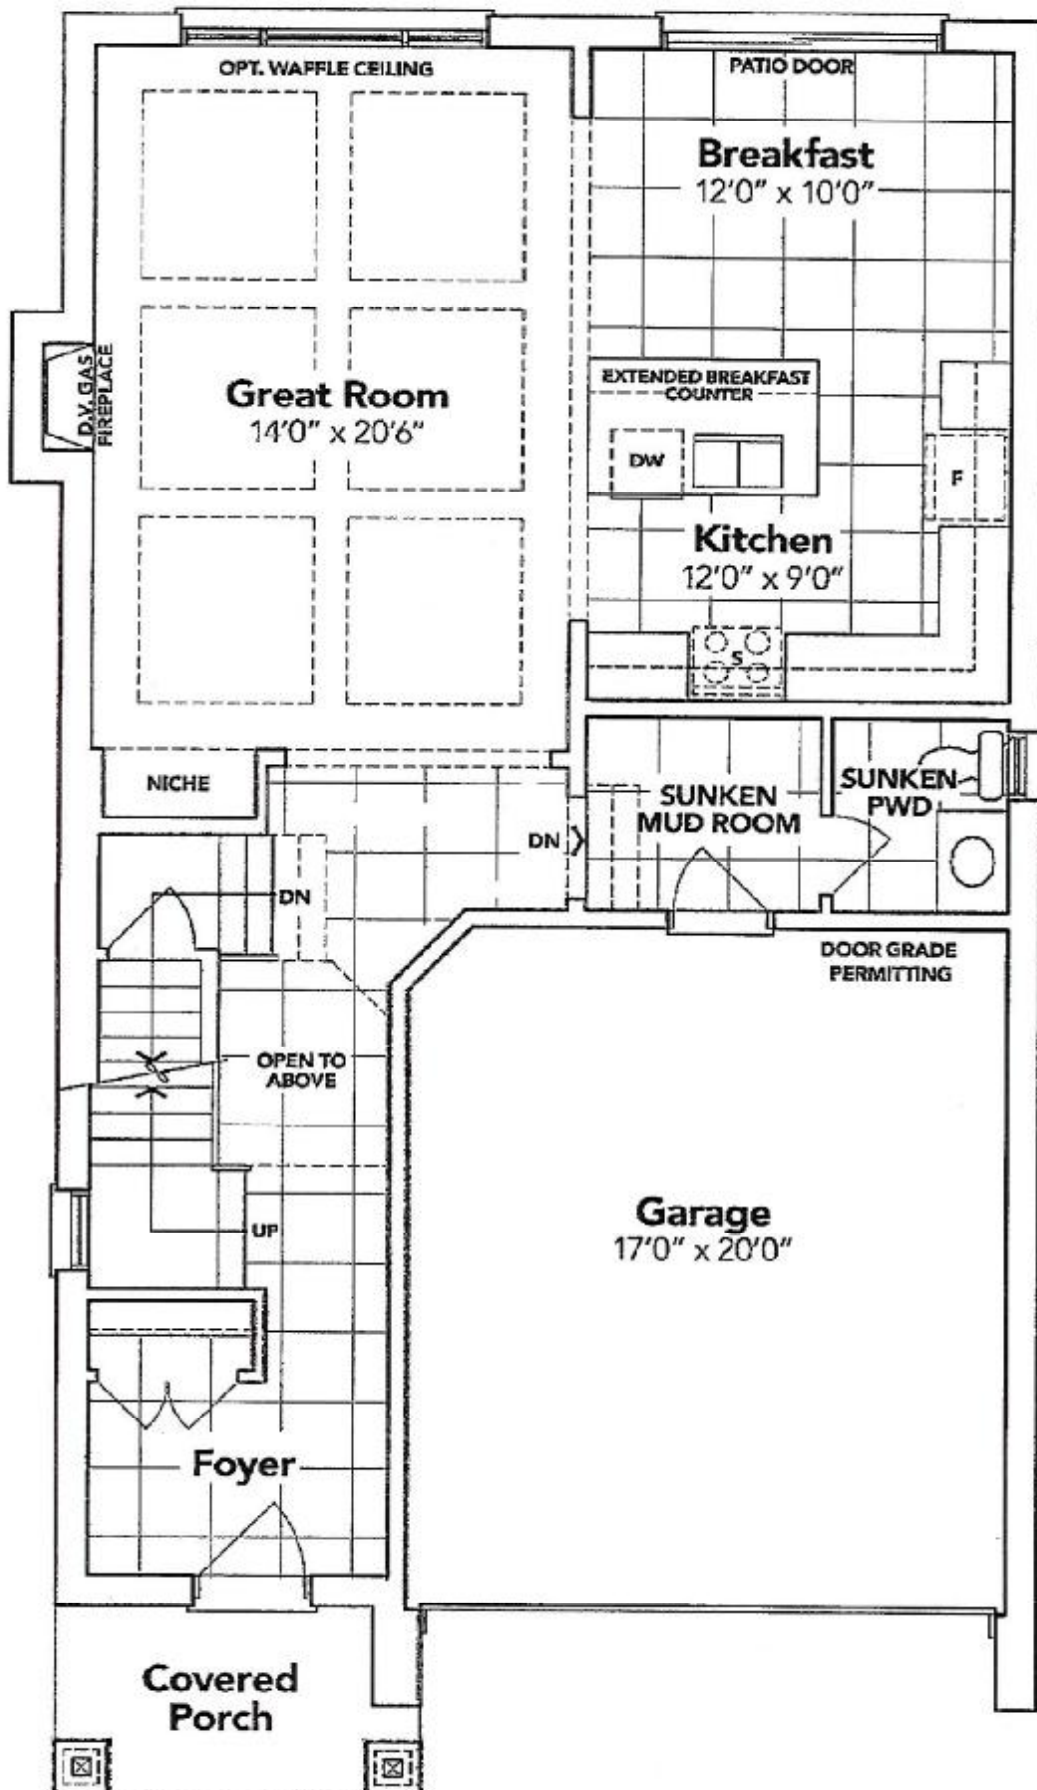 OPT. WAFFLE CEILING
PATIO DOOR
Breakfast
12'0" x 10'0"
D.V. GAS
FIREPLACE
Great Room
14'0" x 20'6"
EXTENDED BREAKFAST
COUNTER
DW
F
Kitchen
12'0" x 9'0"
S
NICHE
SUNKEN
MUD ROOM
SUNKEN
PWD
DN
DN
DOOR GRADE
PERMITTING
OPEN TO
ABOVE
UP
Garage
17'0" x 20'0"
Foyer
Covered
Porch